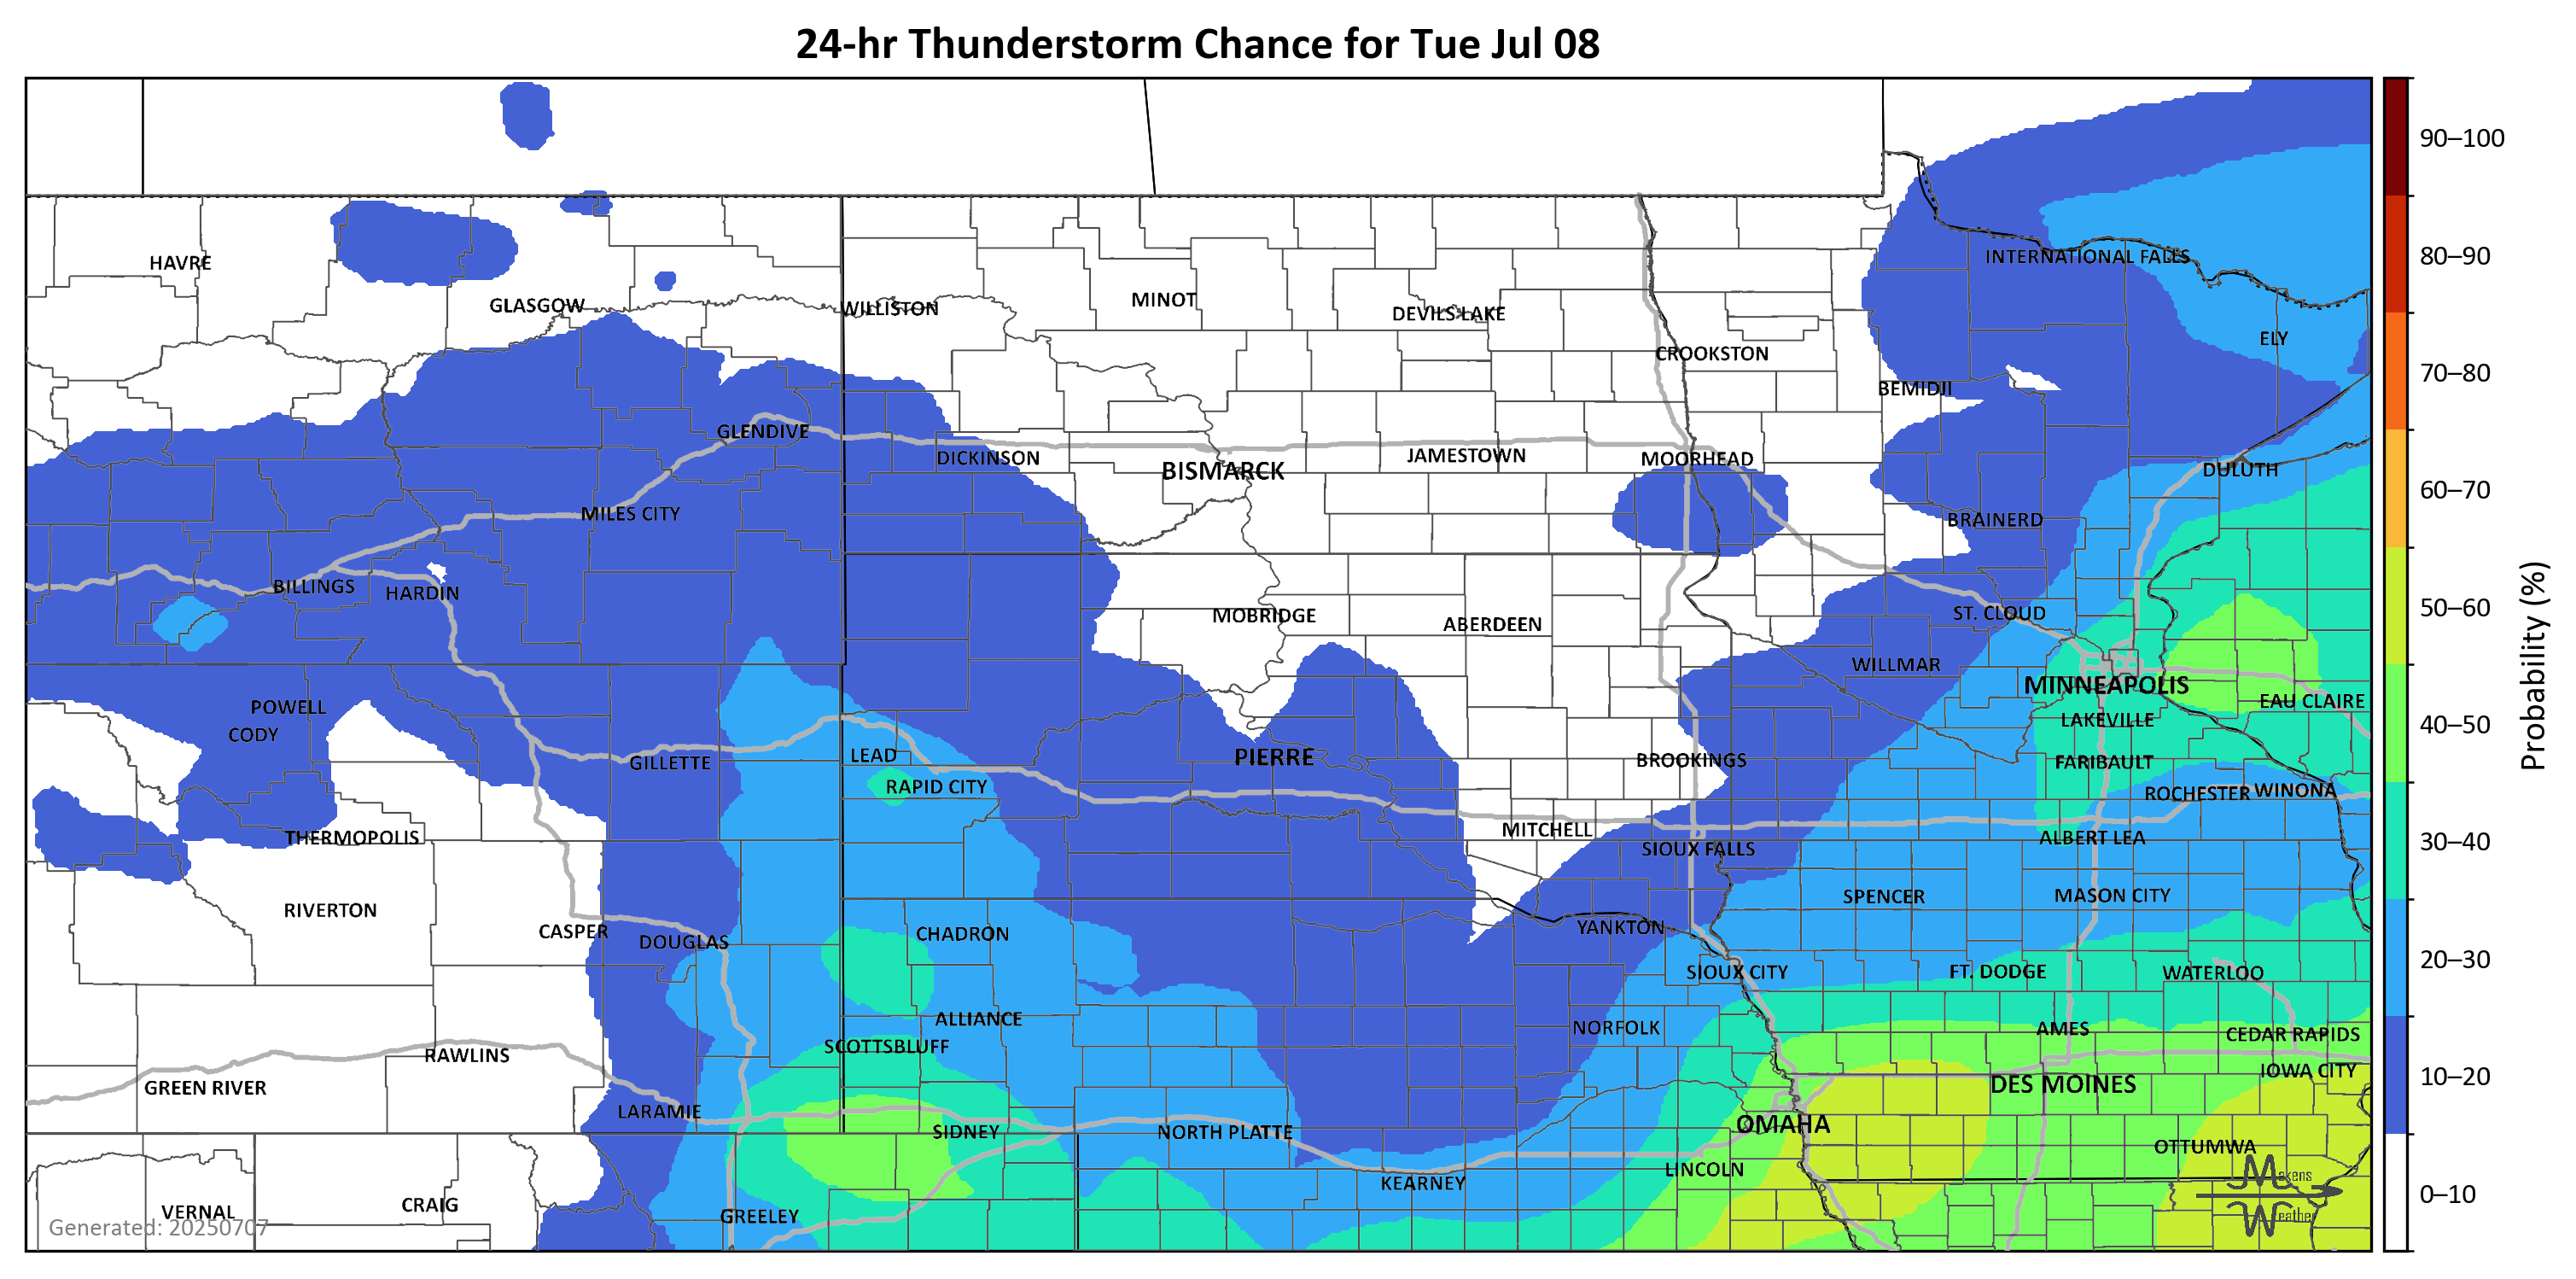 24-hr Thunderstorm Chance for Tue Jul 08
90–100
80–90
70–80
60–70
50–60
40–50
30–40
20–30
10–20
0–10
Probability (%)
HAVRE
INTERNATIONAL FALLS
GLASGOW
WILLISTON
MINOT
DEVILS LAKE
ELY
CROOKSTON
BEMIDJI
GLENDIVE
DICKINSON
BISMARCK
JAMESTOWN
MOORHEAD
DULUTH
MILES CITY
BRAINERD
BILLINGS
HARDIN
MOBRIDGE
ABERDEEN
ST. CLOUD
WILLMAR
MINNEAPOLIS
EAU CLAIRE
POWELL
LAKEVILLE
CODY
GILLETTE
LEAD
PIERRE
BROOKINGS
FARIBAULT
RAPID CITY
ROCHESTER
WINONA
THERMOPOLIS
MITCHELL
ALBERT LEA
SIOUX FALLS
RIVERTON
SPENCER
MASON CITY
CASPER
DOUGLAS
CHADRON
YANKTON
SIOUX CITY
FT. DODGE
WATERLOO
ALLIANCE
NORFOLK
AMES
CEDAR RAPIDS
SCOTTSBLUFF
RAWLINS
IOWA CITY
GREEN RIVER
DES MOINES
LARAMIE
SIDNEY
NORTH PLATTE
OMAHA
OTTUMWA
LINCOLN
KEARNEY
VERNAL
CRAIG
GREELEY
Generated: 20250707
Makens
Weather